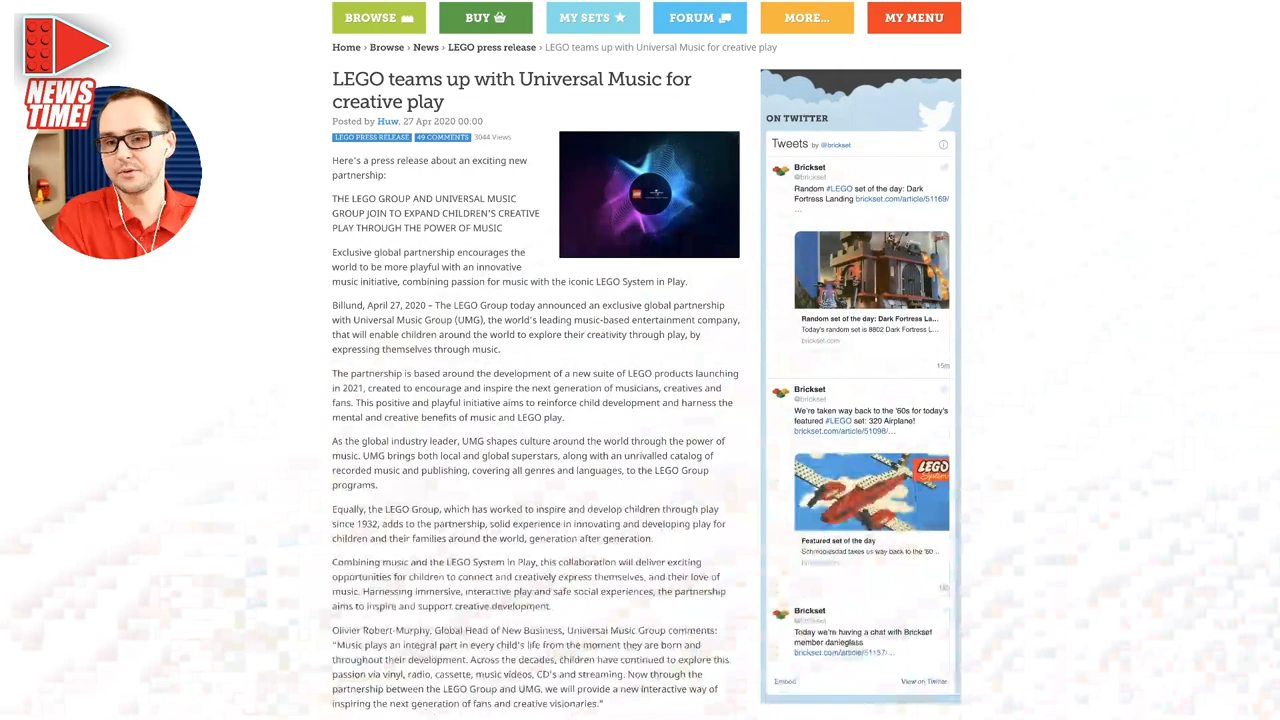 NEWS
TIME!
BROWSE
BUY
MY SETS
FORUM
MORE...
MY MENU
Home › Browse › News › LEGO press release › LEGO teams up with Universal Music for creative play
LEGO teams up with Universal Music for
creative play
Posted by Huw, 27 Apr 2020 00:00
LEGO PRESS RELEASE 49 COMMENTS 3044 Views
Here's a press release about an exciting new
partnership:
THE LEGO GROUP AND UNIVERSAL MUSIC
GROUP JOIN TO EXPAND CHILDREN'S CREATIVE
PLAY THROUGH THE POWER OF MUSIC
Exclusive global partnership encourages the
world to be more playful with an innovative
music initiative, combining passion for music with the iconic LEGO System in Play.
Billund, April 27, 2020 – The LEGO Group today announced an exclusive global partnership
with Universal Music Group (UMG), the world's leading music-based entertainment company,
that will enable children around the world to explore their creativity through play, by
expressing themselves through music.
The partnership is based around the development of a new suite of LEGO products launching
in 2021, created to encourage and inspire the next generation of musicians, creatives and
fans. This positive and playful initiative aims to reinforce child development and harness the
mental and creative benefits of music and LEGO play.
As the global industry leader, UMG shapes culture around the world through the power of
music. UMG brings both local and global superstars, along with an unrivalled catalog of
recorded music and publishing, covering all genres and languages, to the LEGO Group
programs.
Equally, the LEGO Group, which has worked to inspire and develop children through play
since 1932, adds to the partnership, solid experience in innovating and developing play for
children and their families around the world, generation after generation.
Combining music and the LEGO System in Play, this collaboration will deliver exciting
opportunities for children to connect and creatively express themselves, and their love of
music. Harnessing immersive, interactive play and safe social experiences, the partnership
aims to inspire and support creative development.
Olivier Robert-Murphy, Global Head of New Business, Universal Music Group comments:
"Music plays an integral part in every child's life from the moment they are born and
throughout their development. Across the decades, children have continued to explore this
passion via vinyl, radio, cassette, music videos, CD's and streaming. Now through the
partnership between the LEGO Group and UMG, we will provide a new interactive way of
inspiring the next generation of fans and creative visionaries."
ON TWITTER
Tweets by @brickset
Brickset
@brickset
Random #LEGO set of the day: Dark
Fortress Landing brickset.com/article/51169/
…
Random set of the day: Dark Fortress La...
Today's random set is 8802 Dark Fortress L...
brickset.com
15m
Brickset
@brickset
We're taken way back to the '60s for today's
featured #LEGO set: 320 Airplane!
brickset.com/article/51098/…
LEGO
System
Featured set of the day
takes us way back to the '60 ...
Brickset
Today we're having a chat with Brickset
member danieglass
brickset.com/article/51157/…
Embed
View on Twitter